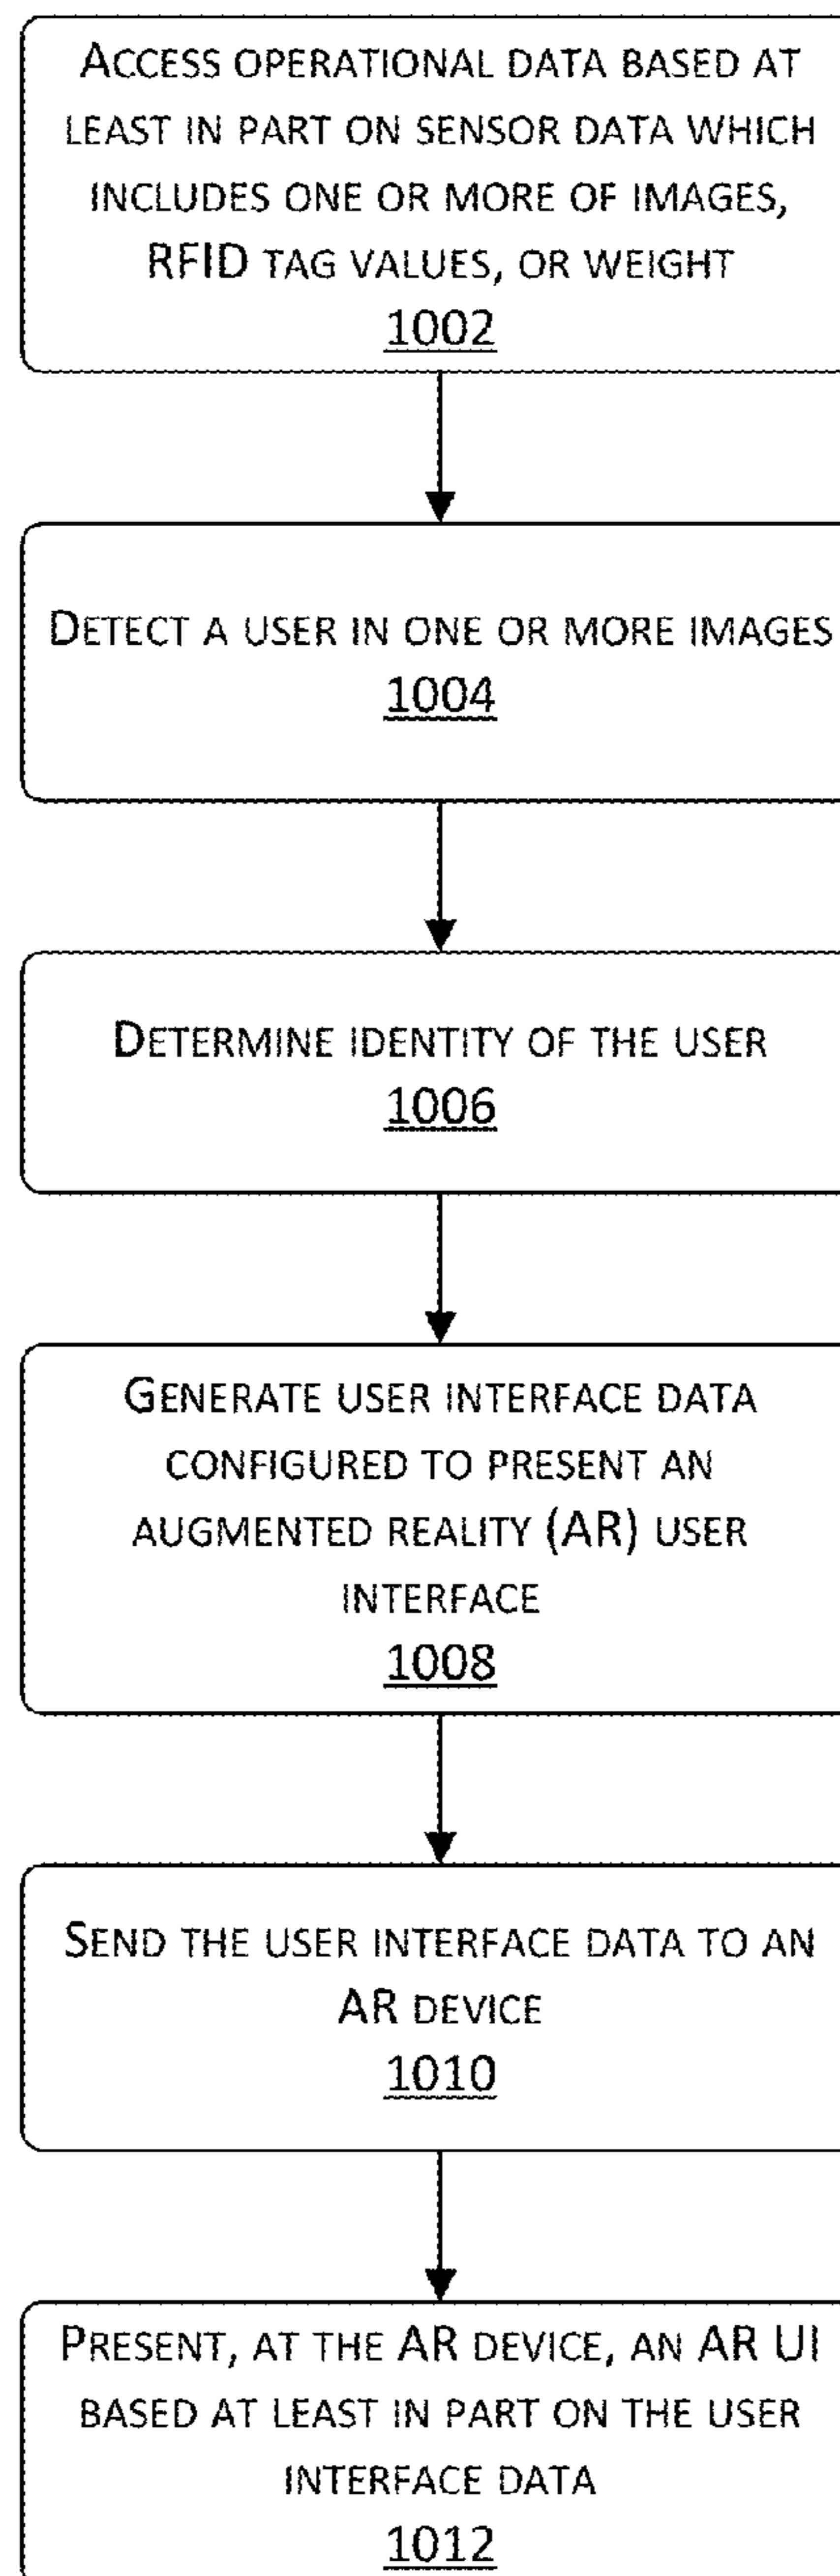 ACCESS OPERATIONAL DATA BASED AT
LEAST IN PART ON SENSOR DATA WHICH
INCLUDES ONE OR MORE OF IMAGES,
RFID TAG VALUES, OR WEIGHT
1002
DETECT A USER IN ONE OR MORE IMAGES
1004
DETERMINE IDENTITY OF THE USER
1006
GENERATE USER INTERFACE DATA
CONFIGURED TO PRESENT AN
AUGMENTED REALITY (AR) USER
INTERFACE
1008
SEND THE USER INTERFACE DATA TO AN
AR DEVICE
1010
PRESENT, AT THE AR DEVICE, AN AR UI
BASED AT LEAST IN PART ON THE USER
INTERFACE DATA
1012